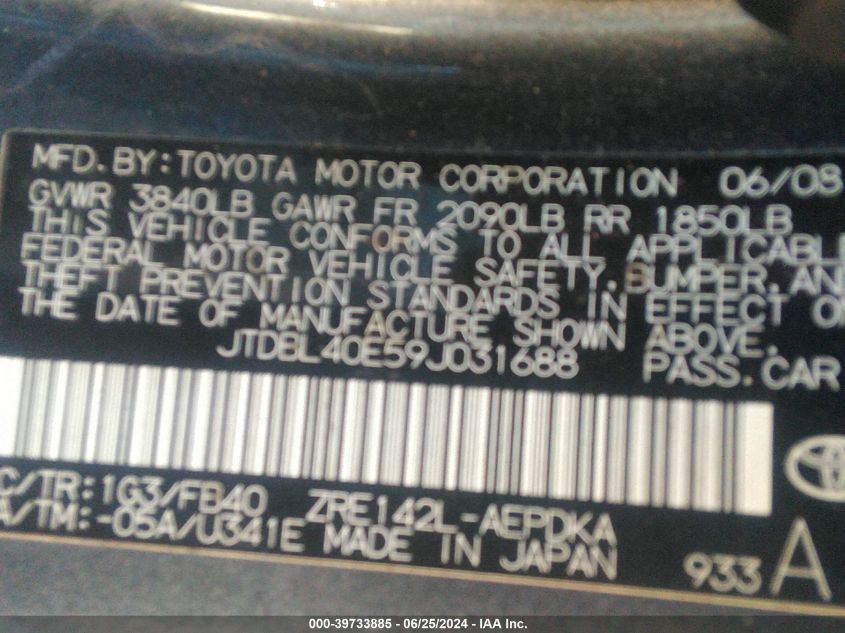 MFD.BY:TOYOTA MOTOR CORPORATION 06/08
GVWR 3840LB GAWR FR 2090LB RR 1850LB
THIS VEHICLE CONFORMS TO ALL APPLICABLE
FEDERAL MOTOR VEHICLE SAFETY, BUMPER, AND
THEFT PREVENTION STANDARDS IN EFFECT ON
THE DATE OF MANUFACTURE SHOWN ABOVE.
JTDBL40E59J031688 PASS.CAR
C/TR:1G3/FB40 ZRE142L-AEPDKA
A/TM:-05A/U341E MADE IN JAPAN 933 A
000-39733885 - 06/25/2024 - IAA Inc.